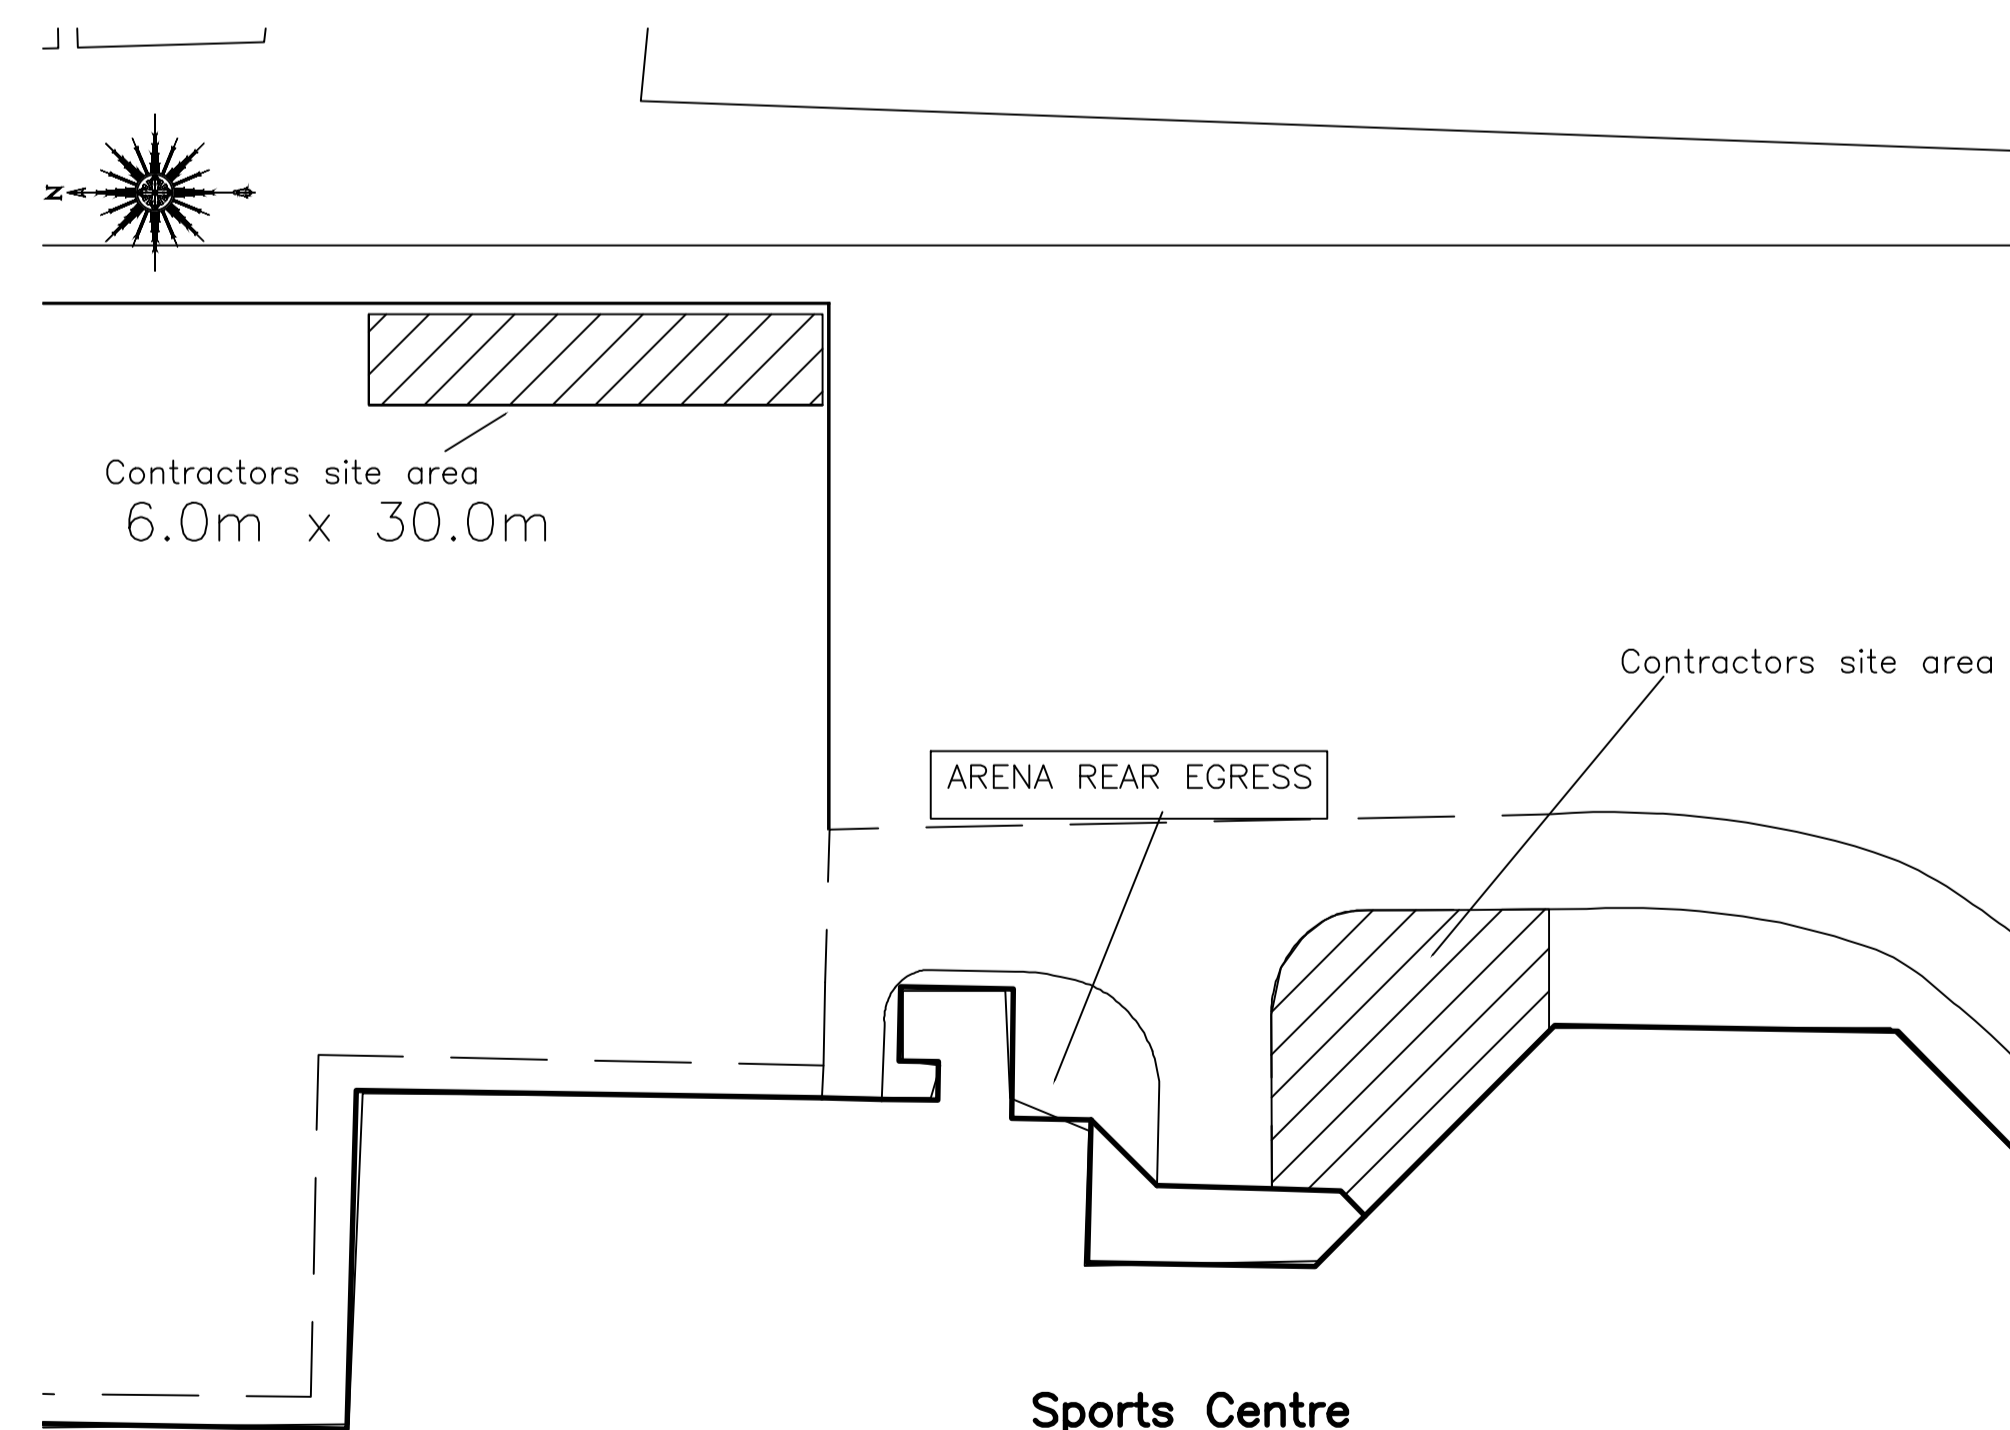 N
Contractors site area
6.0m x 30.0m
Contractors site area
ARENA REAR EGRESS
Sports Centre